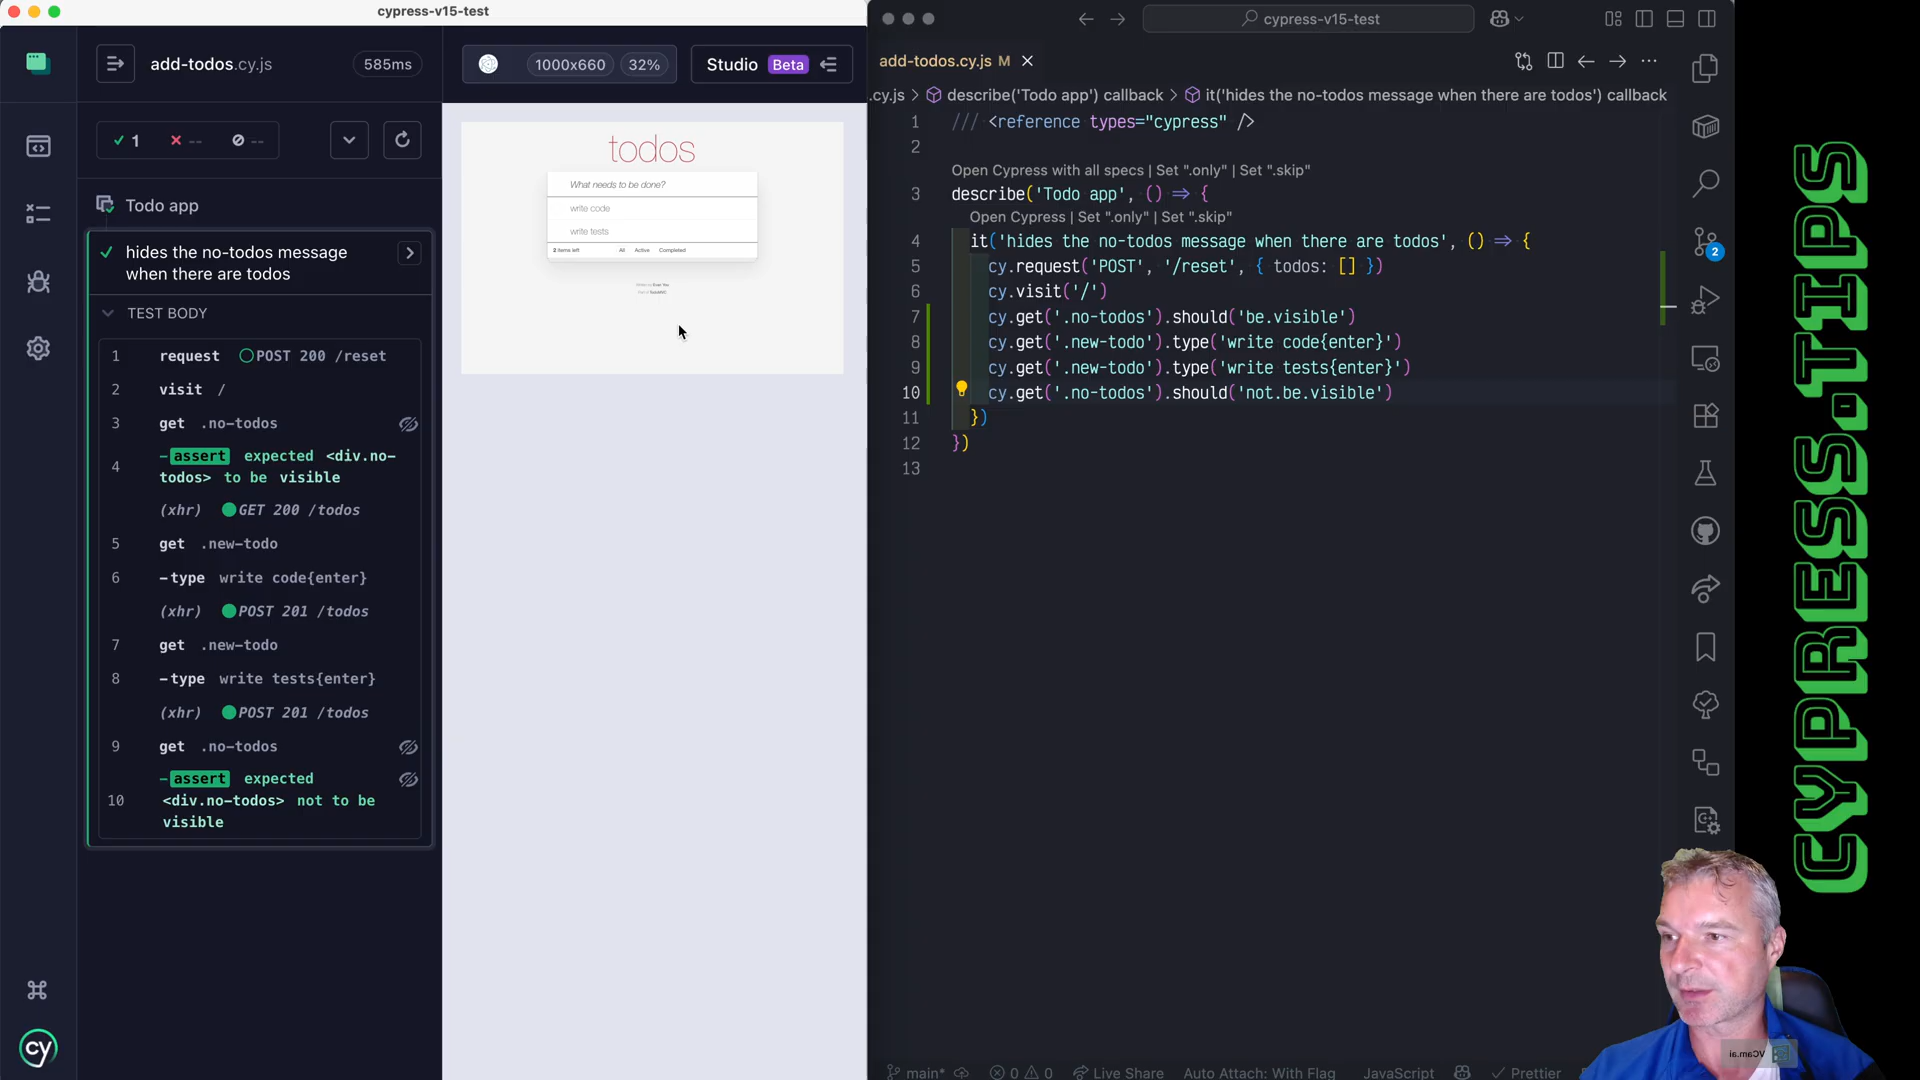 cypress-v15-test
add-todos.cy.js
585ms
1
--
--
Todo app
hides the no-todos message
when there are todos
TEST BODY
1 request POST 200 /reset
2 visit /
3 get .no-todos
4 -assert expected <div.no-
todos> to be visible
(xhr) GET 200 /todos
5 get .new-todo
6 -type write code{enter}
(xhr) POST 201 /todos
7 get .new-todo
8 -type write tests{enter}
(xhr) POST 201 /todos
9 get .no-todos
-assert expected
10 <div.no-todos> not to be
visible
cy
1000x660 32%
Studio Beta
todos
What needs to be done?
write code
write tests
2 items left All Active Completed
cypress-v15-test
add-todos.cy.js M
.cy.js > describe('Todo app') callback > it('hides the no-todos message when there are todos') callback
1 /// <reference types="cypress" />
2
Open Cypress with all specs | Set ".only" | Set ".skip"
3 describe('Todo app', () => {
Open Cypress | Set ".only" | Set ".skip"
4 it('hides the no-todos message when there are todos', () => {
5 cy.request('POST', '/reset', { todos: [] })
6 cy.visit('/')
7 cy.get('.no-todos').should('be.visible')
8 cy.get('.new-todo').type('write code{enter}')
9 cy.get('.new-todo').type('write tests{enter}')
10 cy.get('.no-todos').should('not.be.visible')
11 })
12 })
13
2
main* 0 0 Live Share Auto Attach: With Flag JavaScript Prettier
CYPRESS.TIPS
VCam.ai